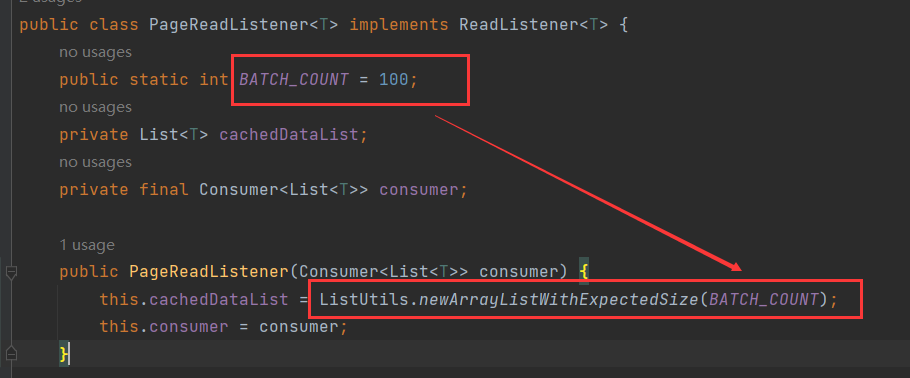 2 usages
public class PageReadListener<T> implements ReadListener<T> {
no usages
public static int BATCH_COUNT = 100;
no usages
private List<T> cachedDataList;
no usages
private final Consumer<List<T>> consumer;
1 usage
public PageReadListener(Consumer<List<T>> consumer) {
this.cachedDataList = ListUtils.newArrayListWithExpectedSize(BATCH_COUNT);
this.consumer = consumer;
}